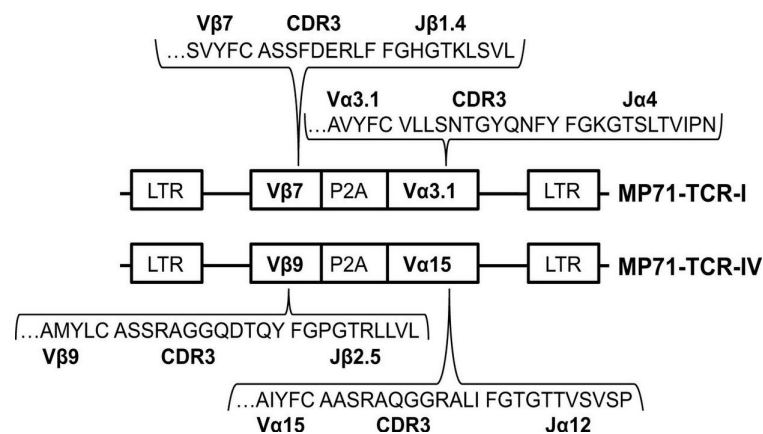 Vβ7 CDR3 Jβ1.4
...SVYFC ASSFDERLFF FGHGTKLSVL
Vα3.1 CDR3 Jα4
...AVYFC VLLSNTGYQNFY FGKGTSLTVIPN
LTR Vβ7 P2A Vα3.1 LTR MP71-TCR-I
LTR Vβ9 P2A Vα15 LTR MP71-TCR-IV
...AMYLC ASSRAGGQDTQY FGPGTRLLVL
Vβ9 CDR3 Jβ2.5
...AIYFC AASRAQGGRALI FGTGTTVSVSP
Vα15 CDR3 Jα12